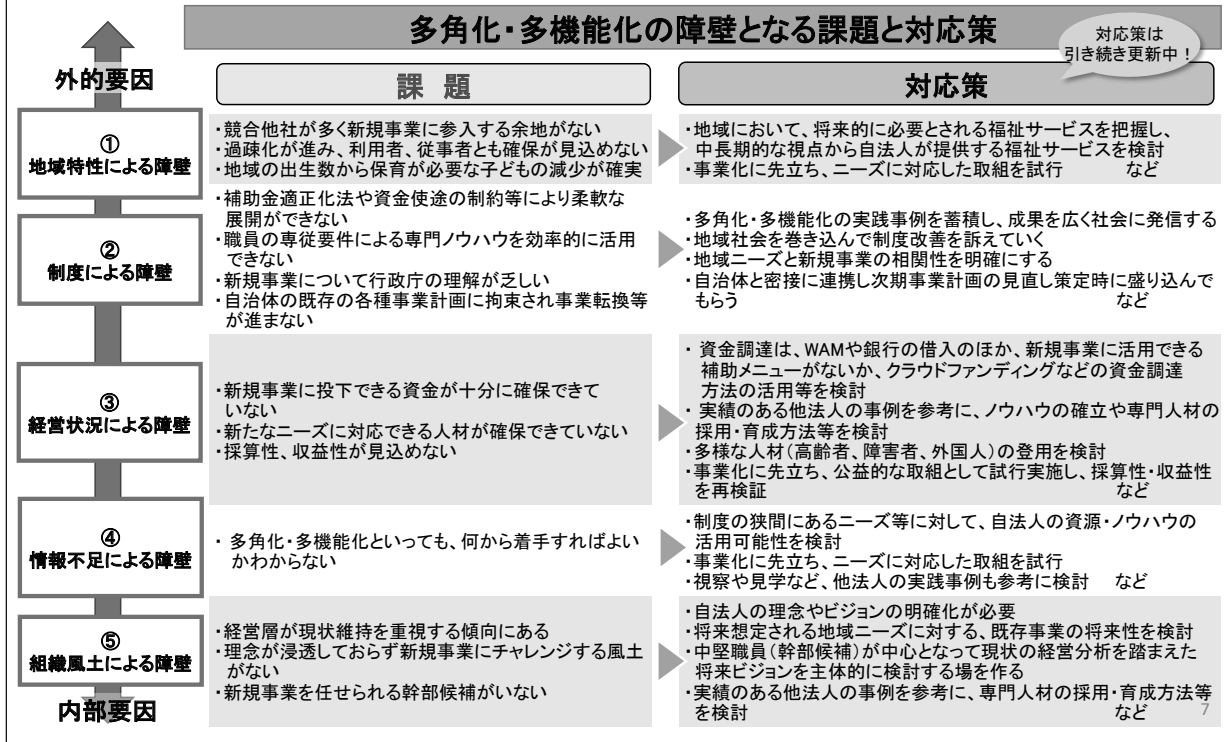 多角化・多機能化の障壁となる課題と対応策
対応策は
引き続き更新中！
外的要因
課 題
対応策
①
地域特性による障壁
・競合他社が多く新規事業に参入する余地がない
・過疎化が進み、利用者、従事者とも確保が見込めない
・地域の出生数から保育が必要な子どもの減少が確実
・地域において、将来的に必要とされる福祉サービスを把握し、
中長期的な視点から自法人が提供する福祉サービスを検討
・事業化に先立ち、ニーズに対応した取組を試行 など
②
制度による障壁
・補助金適正化法や資金使途の制約等により柔軟な
展開ができない
・職員の専従要件による専門ノウハウを効率的に活用
できない
・新規事業について行政庁の理解が乏しい
・自治体の既存の各種事業計画に拘束され事業転換等
が進まない
・多角化・多機能化の実践事例を蓄積し、成果を広く社会に発信する
・地域社会を巻き込んで制度改善を訴えていく
・地域ニーズと新規事業の相関性を明確にする
・自治体と密接に連携し次期事業計画の見直し策定時に盛り込んで
もらう など
③
経営状況による障壁
・新規事業に投下できる資金が十分に確保できて
いない
・新たなニーズに対応できる人材が確保できていない
・採算性、収益性が見込めない
・ 資金調達は、WAMや銀行の借入のほか、新規事業に活用できる
補助メニューがないか、クラウドファンディングなどの資金調達
方法の活用等を検討
・ 実績のある他法人の事例を参考に、ノウハウの確立や専門人材の
採用・育成方法等を検討
・多様な人材（高齢者、障害者、外国人）の登用を検討
・事業化に先立ち、公益的な取組として試行実施し、採算性・収益性
を再検証 など
④
情報不足による障壁
・ 多角化・多機能化といっても、何から着手すればよい
かわからない
・制度の狭間にあるニーズ等に対して、自法人の資源・ノウハウの
活用可能性を検討
・事業化に先立ち、ニーズに対応した取組を試行
・視察や見学など、他法人の実践事例も参考に検討 など
⑤
組織風土による障壁
・経営層が現状維持を重視する傾向にある
・理念が浸透しておらず新規事業にチャレンジする風土
がない
・新規事業を任せられる幹部候補がいない
・自法人の理念やビジョンの明確化が必要
・将来想定される地域ニーズに対する、既存事業の将来性を検討
・中堅職員（幹部候補）が中心となって現状の経営分析を踏まえた
将来ビジョンを主体的に検討する場を作る
・実績のある他法人の事例を参考に、専門人材の採用・育成方法等
を検討 など
内部要因
7